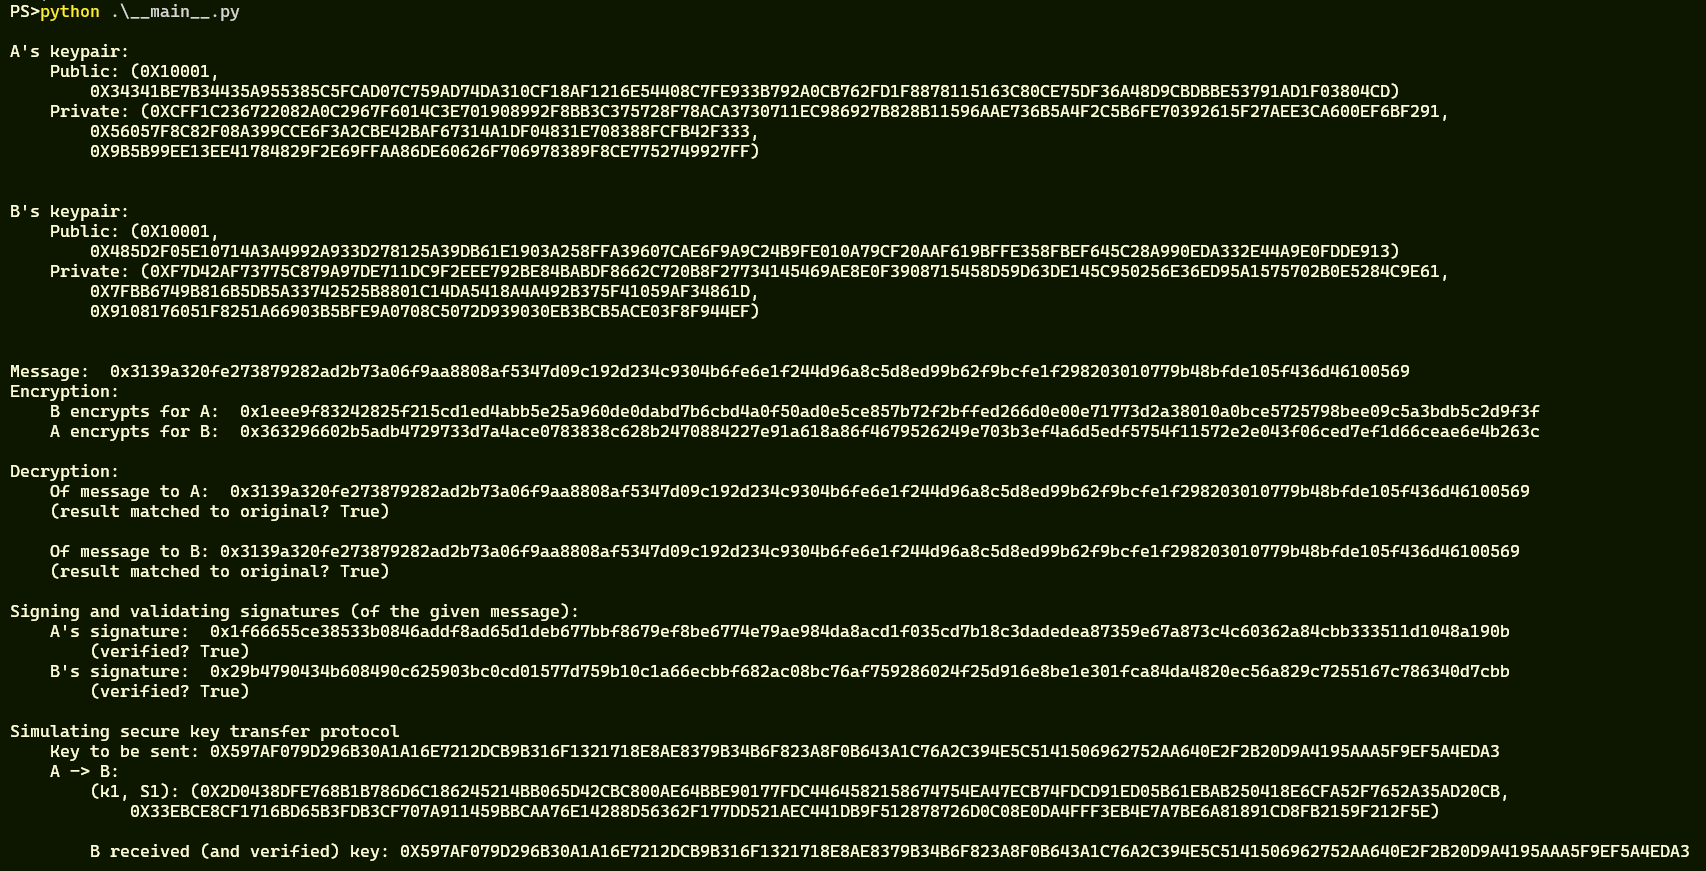 PS>python .\__main__.py
A's keypair:
Public: (0X10001,
0X34341BE7B34435A955385C5FCAD07C759AD74DA310CF18AF1216E54408C7FE933B792A0CB762FD1F8878115163C80CE75DF36A48D9CBDBBE53791AD1F03804CD)
Private: (0XCFF1C236722082A0C2967F6014C3E701908992F8BB3C375728F78ACA3730711EC986927B828B11596AAE736B5A4F2C5B6FE70392615F27AEE3CA600EF6BF291,
0X56057F8C82F08A399CCE6F3A2CBE42BAF67314A1DF04831E708388FCFB42F333,
0X9B5B99EE13EE41784829F2E69FFAA86DE60626F706978389F8CE7752749927FF)
B's keypair:
Public: (0X10001,
0X485D2F05E10714A3A4992A933D278125A39DB61E1903A258FFA39607CAE6F9A9C24B9FE010A79CF20AAF619BFFE358FBEF645C28A990EDA332E44A9E0FDDE913)
Private: (0XF7D42AF73775C879A97DE711DC9F2EEE792BE84BABDF8662C720B8F27734145469AE8E0F3908715458D59D63DE145C950256E36ED95A1575702B0E5284C9E61,
0X7FBB6749B816B5DB5A33742525B8801C14DA5418A4A492B375F41059AF34861D,
0X9108176051F8251A66903B5BFE9A0708C5072D939030EB3BCB5ACE03F8F944EF)
Message:  0x3139a320fe273879282ad2b73a06f9aa8808af5347d09c192d234c9304b6fe6e1f244d96a8c5d8ed99b62f9bcfe1f298203010779b48bfde105f436d46100569
Encryption:
B encrypts for A:  0x1eee9f83242825f215cd1ed4abb5e25a960de0dabd7b6cbd4a0f50ad0e5ce857b72f2bffed266d0e00e71773d2a38010a0bce5725798bee09c5a3bdb5c2d9f3f
A encrypts for B:  0x363296602b5adb4729733d7a4ace0783838c628b2470884227e91a618a86f4679526249e703b3ef4a6d5edf5754f11572e2e043f06ced7ef1d66ceae6e4b263c
Decryption:
Of message to A:  0x3139a320fe273879282ad2b73a06f9aa8808af5347d09c192d234c9304b6fe6e1f244d96a8c5d8ed99b62f9bcfe1f298203010779b48bfde105f436d46100569
(result matched to original? True)
Of message to B: 0x3139a320fe273879282ad2b73a06f9aa8808af5347d09c192d234c9304b6fe6e1f244d96a8c5d8ed99b62f9bcfe1f298203010779b48bfde105f436d46100569
(result matched to original? True)
Signing and validating signatures (of the given message):
A's signature:  0x1f66655ce38533b0846addf8ad65d1deb677bbf8679ef8be6774e79ae984da8acd1f035cd7b18c3dadedea87359e67a873c4c60362a84cbb333511d1048a190b
(verified? True)
B's signature:  0x29b4790434b608490c625903bc0cd01577d759b10c1a66ecbbf682ac08bc76af759286024f25d916e8be1e301fca84da4820ec56a829c7255167c786340d7cbb
(verified? True)
Simulating secure key transfer protocol
Key to be sent: 0X597AF079D296B30A1A16E7212DCB9B316F1321718E8AE8379B34B6F823A8F0B643A1C76A2C394E5C5141506962752AA640E2F2B20D9A4195AAA5F9EF5A4EDA3
A -> B:
(k1, S1): (0X2D0438DFE768B1B786D6C186245214BB065D42CBC800AE64BBE90177FDC4464582158674754EA47ECB74FDCD91ED05B61EBAB250418E6CFA52F7652A35AD20CB,
0X33EBCE8CF1716BD65B3FDB3CF707A911459BBCAA76E14288D56362F177DD521AEC441DB9F512878726D0C08E0DA4FFF3EB4E7A7BE6A81891CD8FB2159F212F5E)
B received (and verified) key: 0X597AF079D296B30A1A16E7212DCB9B316F1321718E8AE8379B34B6F823A8F0B643A1C76A2C394E5C5141506962752AA640E2F2B20D9A4195AAA5F9EF5A4EDA3